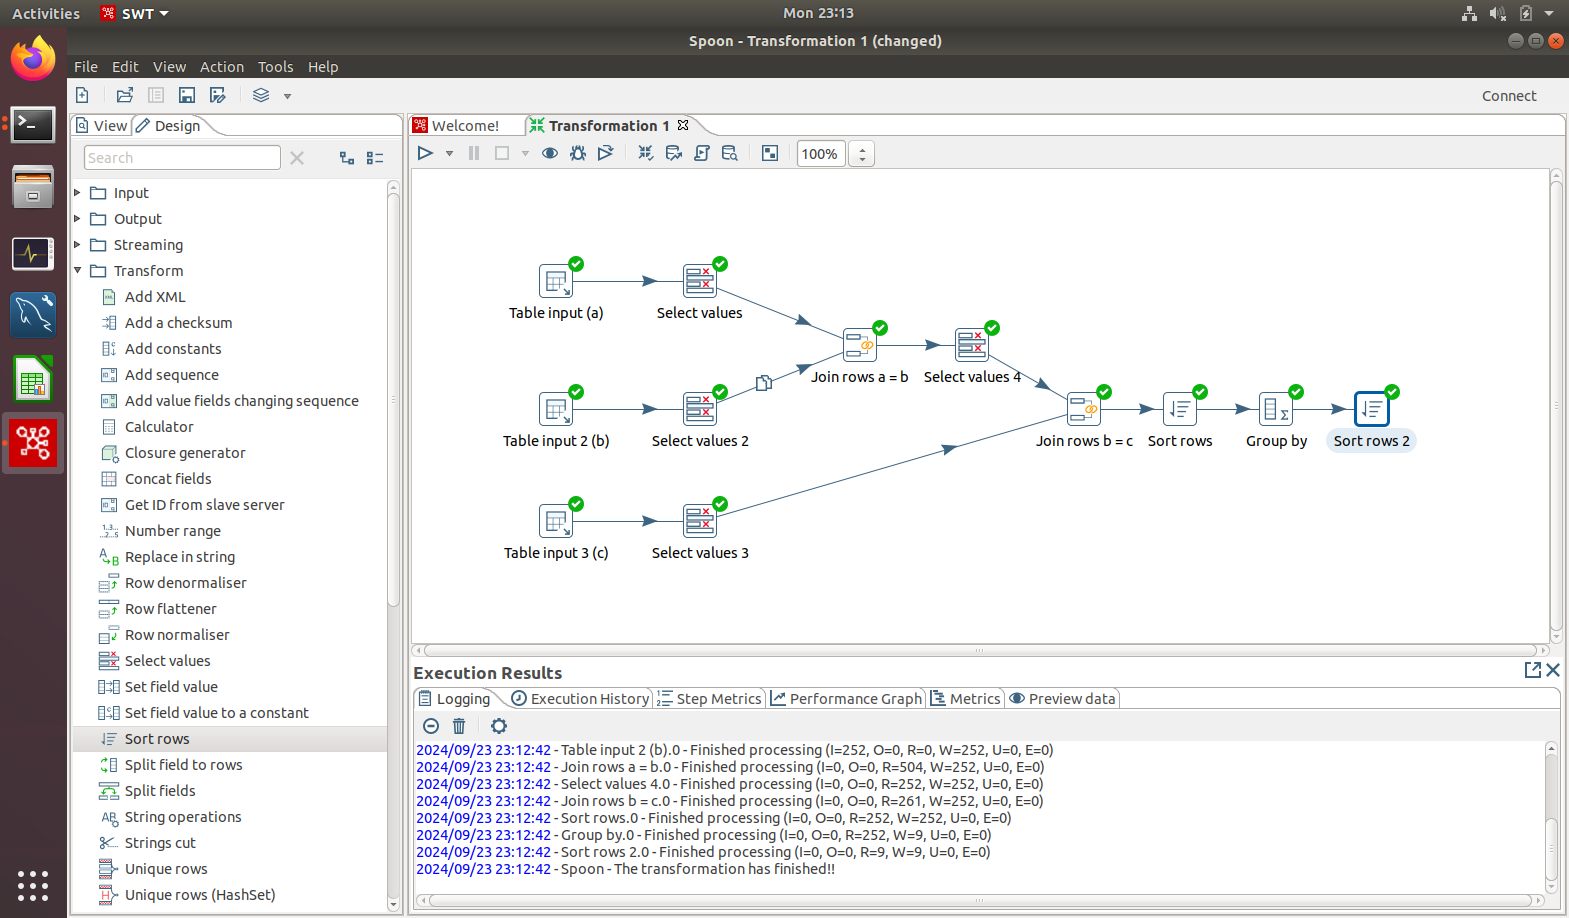 Activities
SWT
Mon 23:13
Spoon - Transformation 1 (changed)
File
Edit
View
Action
Tools
Help
Connect
View
Design
Welcome!
Transformation 1
Search
100%
Input
Output
Streaming
Transform
Add XML
Add a checksum
Add constants
Add sequence
Add value fields changing sequence
Calculator
Closure generator
Concat fields
Get ID from slave server
Number range
Replace in string
Row denormaliser
Row flattener
Row normaliser
Select values
Set field value
Set field value to a constant
Sort rows
Split field to rows
Split fields
String operations
Strings cut
Unique rows
Unique rows (HashSet)
Table input (a)
Select values
Join rows a = b
Select values 4
Table input 2 (b)
Select values 2
Join rows b = c
Sort rows
Group by
Sort rows 2
Table input 3 (c)
Select values 3
Execution Results
Logging
Execution History
Step Metrics
Performance Graph
Metrics
Preview data
2024/09/23 23:12:42 - Table input 2 (b).0 - Finished processing (I=252, O=0, R=0, W=252, U=0, E=0)
2024/09/23 23:12:42 - Join rows a = b.0 - Finished processing (I=0, O=0, R=504, W=252, U=0, E=0)
2024/09/23 23:12:42 - Select values 4.0 - Finished processing (I=0, O=0, R=252, W=252, U=0, E=0)
2024/09/23 23:12:42 - Join rows b = c.0 - Finished processing (I=0, O=0, R=261, W=252, U=0, E=0)
2024/09/23 23:12:42 - Sort rows.0 - Finished processing (I=0, O=0, R=252, W=252, U=0, E=0)
2024/09/23 23:12:42 - Group by.0 - Finished processing (I=0, O=0, R=252, W=9, U=0, E=0)
2024/09/23 23:12:42 - Sort rows 2.0 - Finished processing (I=0, O=0, R=9, W=9, U=0, E=0)
2024/09/23 23:12:42 - Spoon - The transformation has finished!!